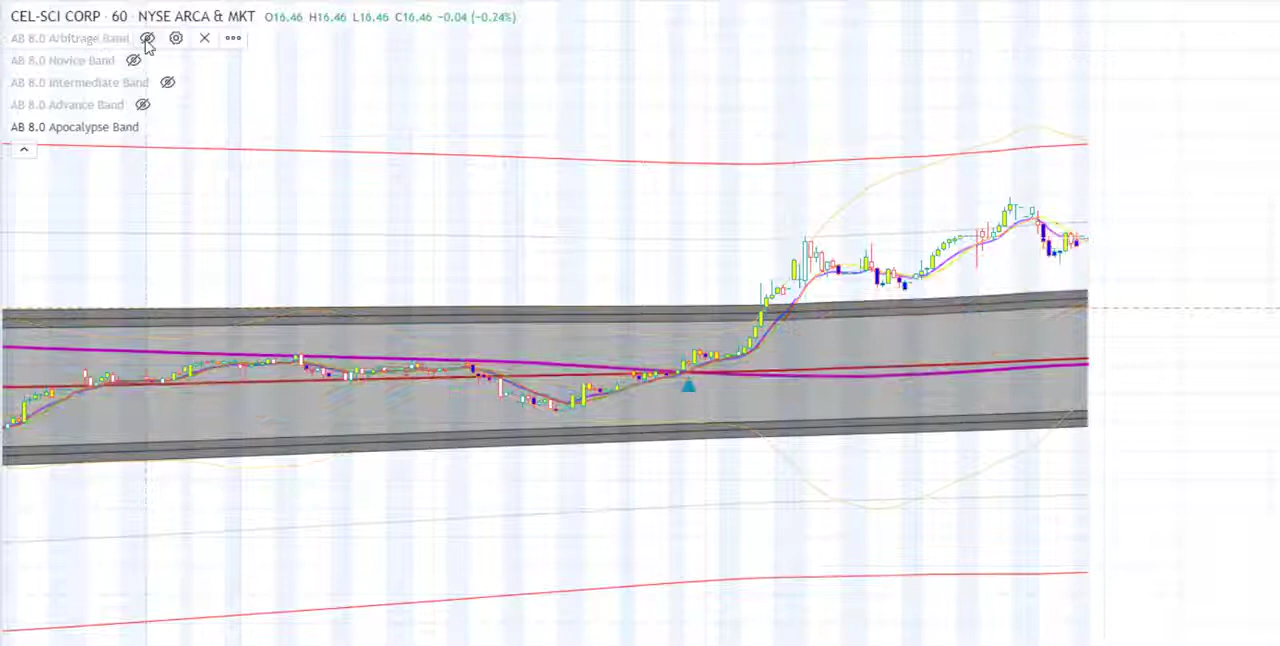 CEL-SCI CORP · 60 · NYSE ARCA & MKT O16.46 H16.46 L16.46 C16.46 −0.04 (−0.24%)
AB 8.0 Arbitrage Band
AB 8.0 Novice Band
AB 8.0 Intermediate Band
AB 8.0 Advance Band
AB 8.0 Apocalypse Band